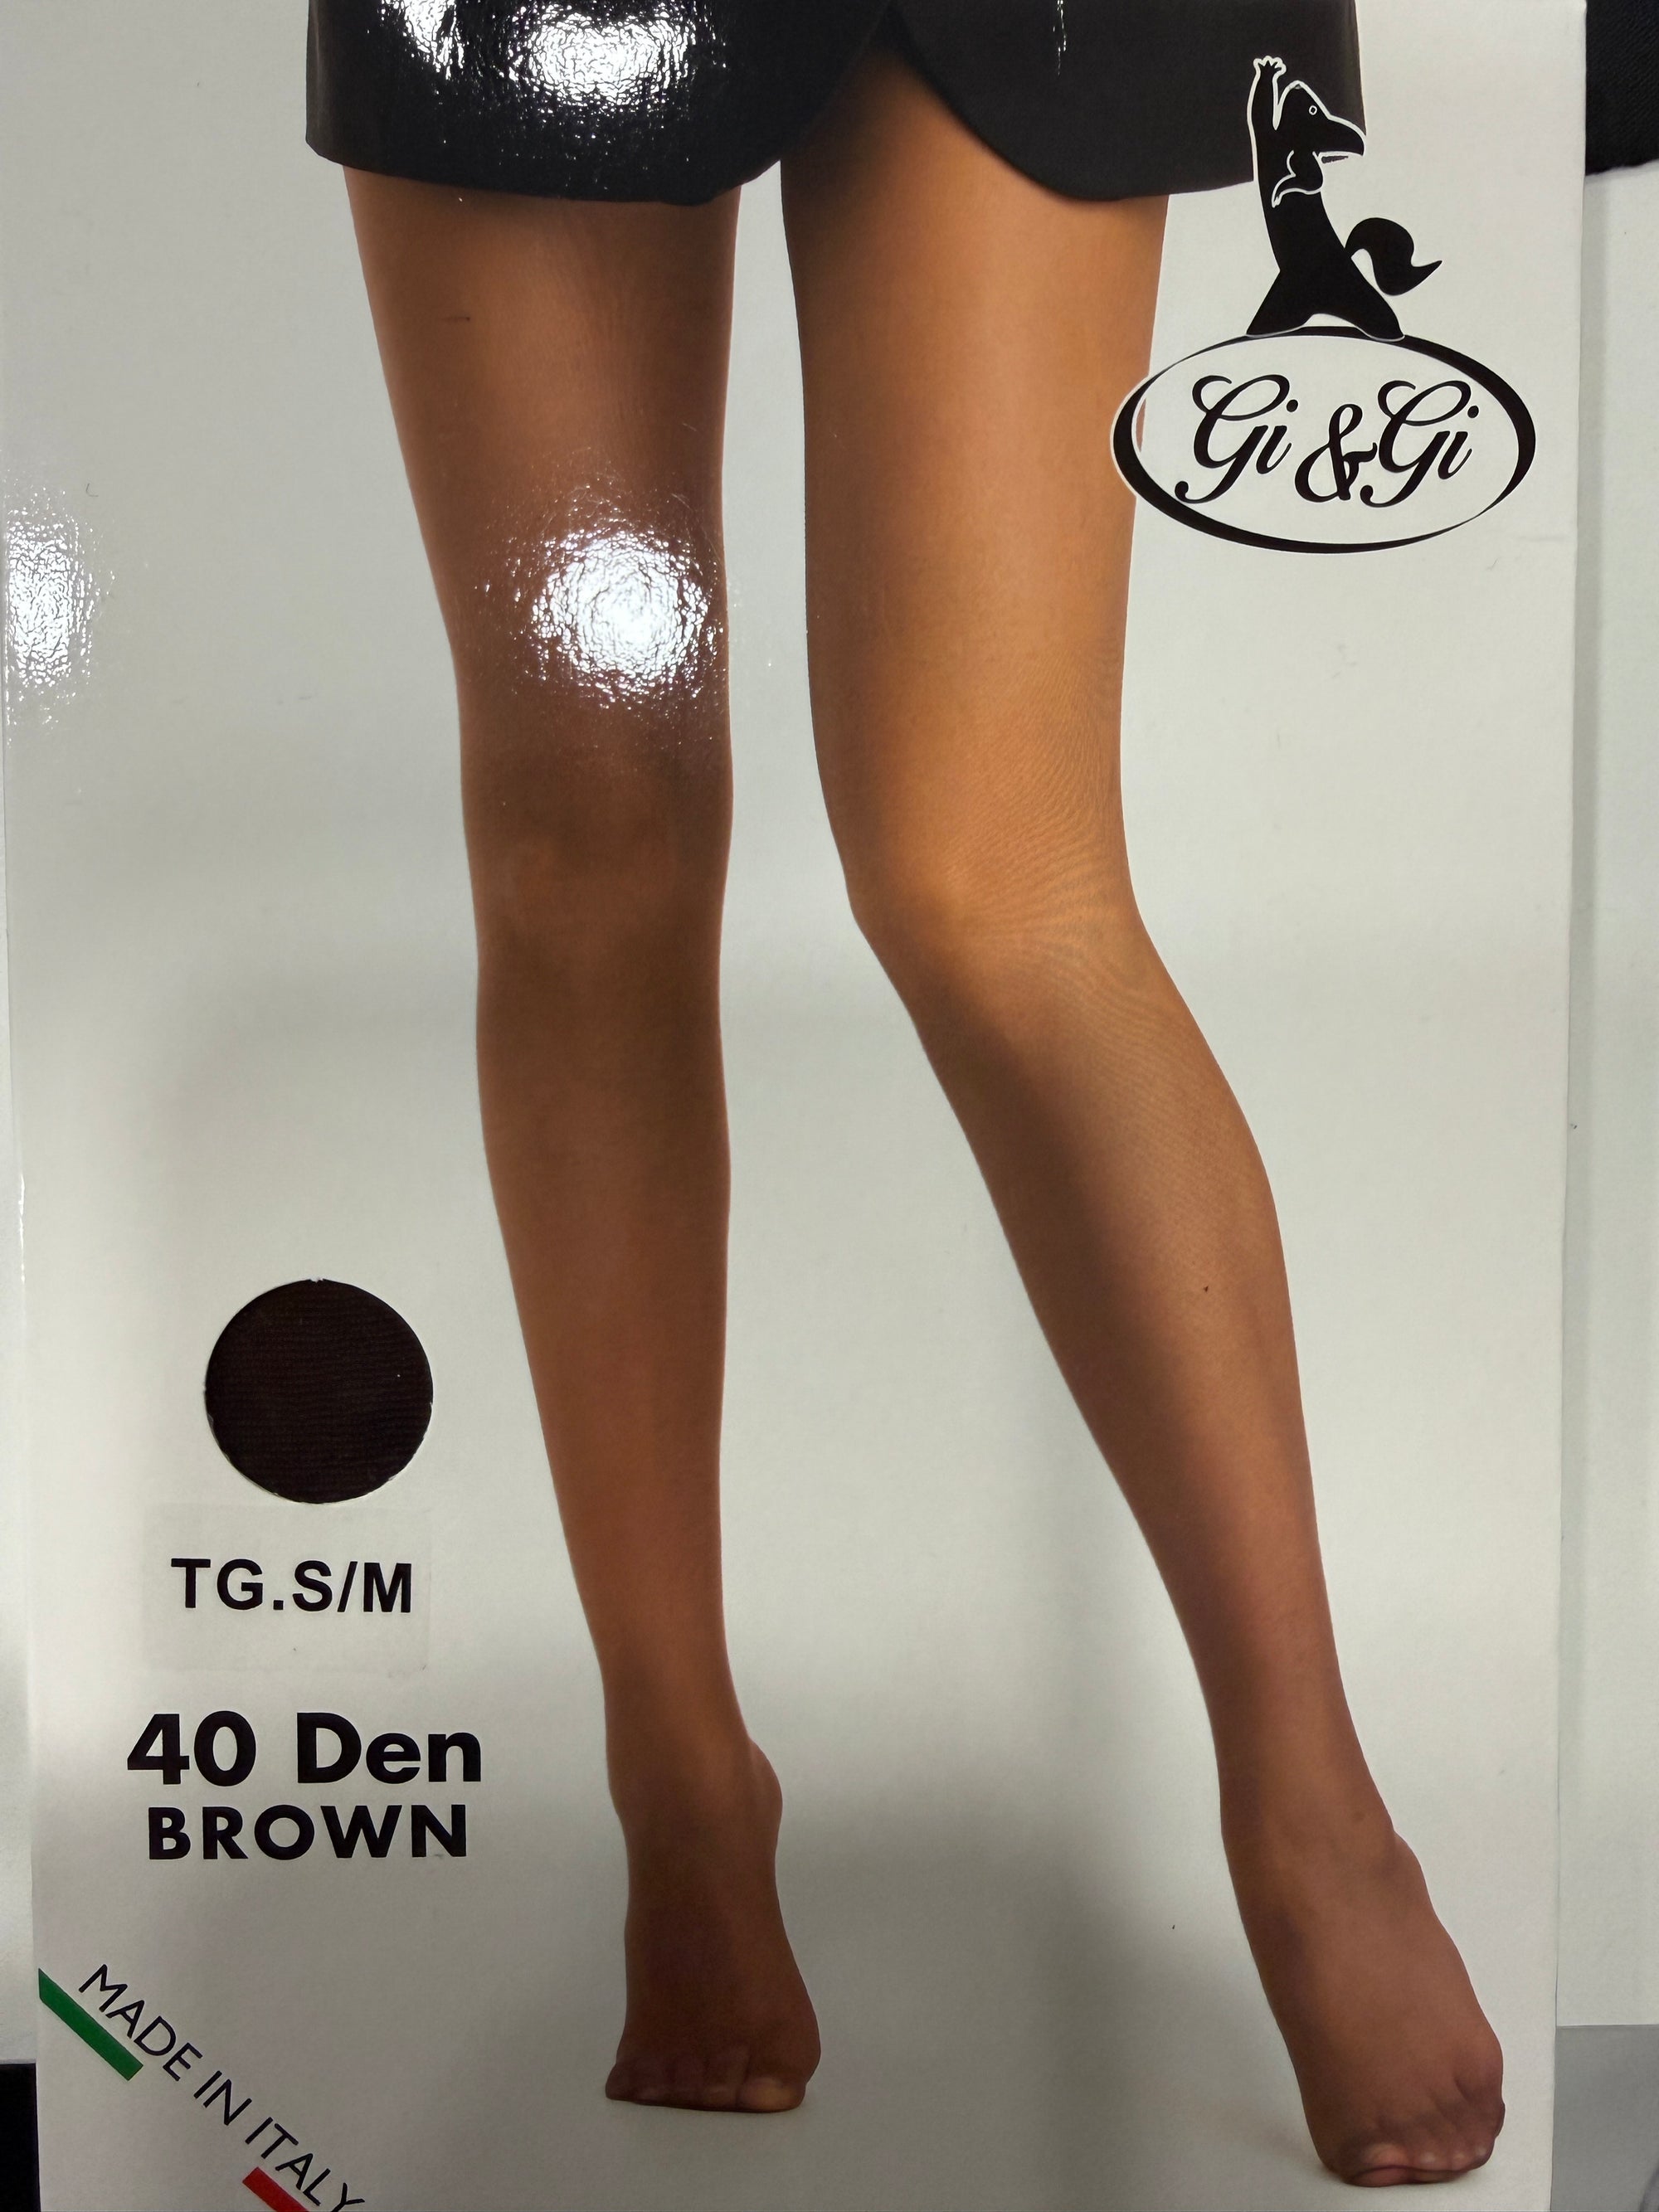 Gi & Gi
TG.S/M
40 Den
BROWN
MADE IN ITALY